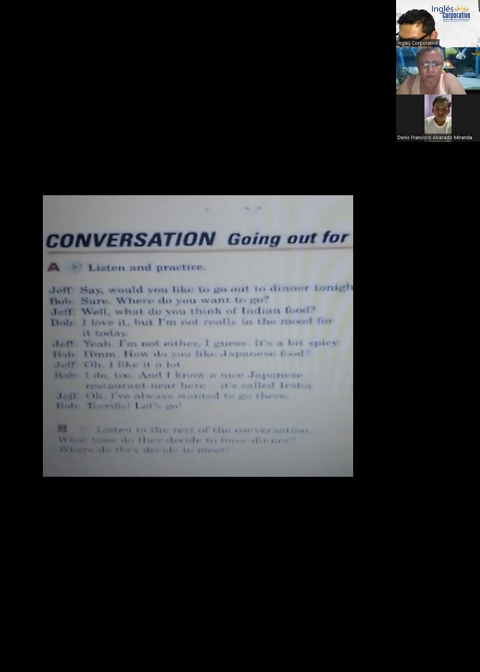 Inglés
Corporativo
Inglés Corporativo
Denis Francisco Alvarado Miranda
CONVERSATION Going out for
A Listen and practice.
Jeff: Say, would you like to go out to dinner tonigh
Bob: Sure. Where do you want to go?
Jeff: Well, what do you think of Indian food?
Bob: I love it, but I'm not really in the mood for
it today.
Jeff: Yeah. I'm not either, I guess. It's a bit spicy.
Bob: Hmm. How do you like Japanese food?
Jeff: Oh, I like it a lot.
Bob: I do, too. And I know a nice Japanese
restaurant near here – it's called Iroha.
Jeff: Oh, I've always wanted to go there.
Bob: Terrific! Let's go!
B Listen to the rest of the conversation.
What time do they decide to have dinner?
Where do they decide to meet?